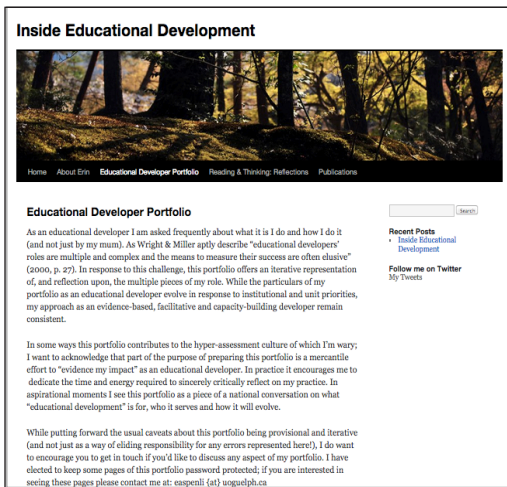 Inside Educational Development
Home About Erin Educational Developer Portfolio Reading & Thinking: Reflections Publications
Educational Developer Portfolio
As an educational developer I am asked frequently about what it is I do and how I do it
(and not just by my mum). As Wright & Miller aptly describe “educational developers’
roles are multiple and complex and the means to measure their success are often elusive”
(2000, p. 27). In response to this challenge, this portfolio offers an iterative representation
of, and reflection upon, the multiple pieces of my role. While the particulars of my
portfolio as an educational developer evolve in response to institutional and unit priorities,
my approach as an evidence-based, facilitative and capacity-building developer remain
consistent.
In some ways this portfolio contributes to the hyper-assessment culture of which I’m wary;
I want to acknowledge that part of the purpose of preparing this portfolio is a mercantile
effort to “evidence my impact” as an educational developer. In practice it encourages me to
dedicate the time and energy required to sincerely critically reflect on my practice. In
aspirational moments I see this portfolio as a piece of a national conversation on what
“educational development” is for, who it serves and how it will evolve.
While putting forward the usual caveats about this portfolio being provisional and iterative
(and not just as a way of eliding responsibility for any errors represented here!), I do want
to encourage you to get in touch if you’d like to discuss any aspect of my portfolio. I have
elected to keep some pages of this portfolio password protected; if you are interested in
seeing these pages please contact me at: easpenli {at} uoguelph.ca
Search
Recent Posts
Inside Educational
Development
Follow me on Twitter
My Tweets